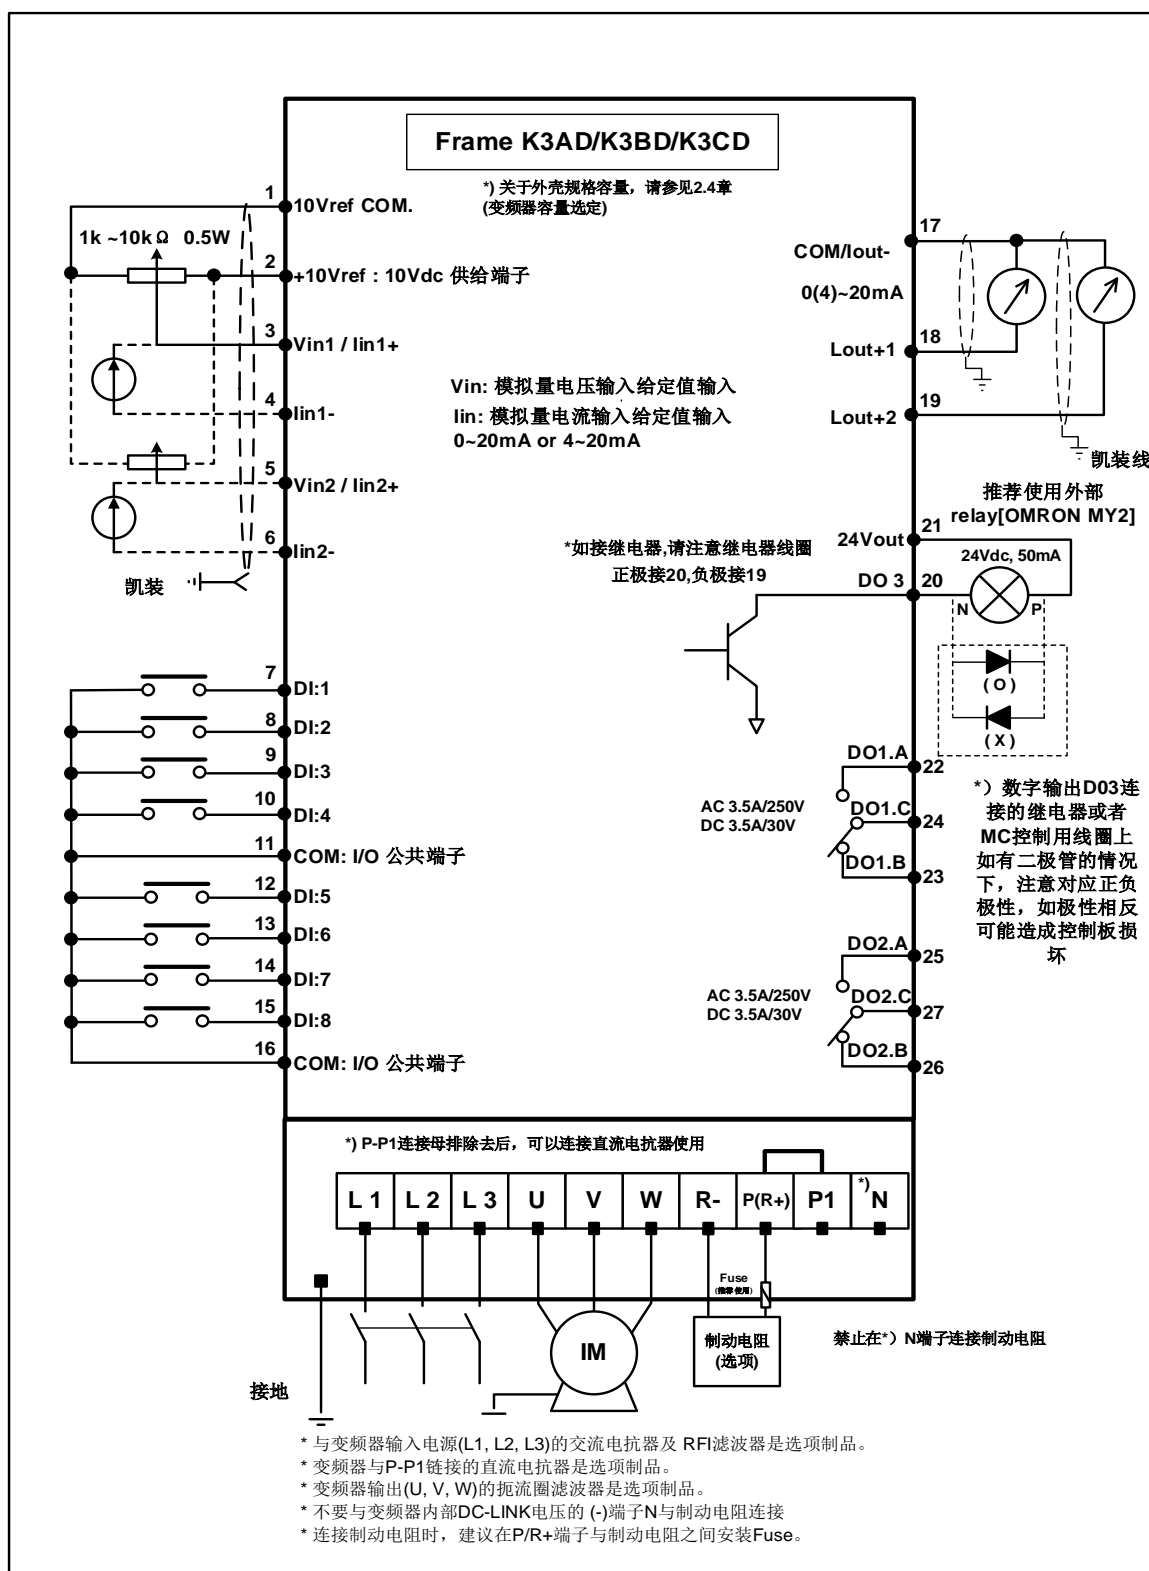 Frame K3AD/K3BD/K3CD
*) 关于外壳规格容量，请参见2.4章
(变频器容量选定)
1
10Vref COM.
1k ~10k Ω 0.5W
2
+10Vref : 10Vdc 供给端子
3
Vin1 / Iin1+
4
Iin1-
5
Vin2 / Iin2+
6
Iin2-
凯装
Vin: 模拟量电压输入给定值输入
Iin: 模拟量电流输入给定值输入
0~20mA or 4~20mA
17
COM/Iout-
0(4)~20mA
18
Lout+1
19
Lout+2
凯装线
推荐使用外部
relay[OMRON MY2]
21
24Vout
24Vdc, 50mA
*如接继电器,请注意继电器线圈
正极接20,负极接19
DO 3
20
N
P
( O )
( X )
7
DI:1
8
DI:2
9
DI:3
10
DI:4
11
COM: I/O 公共端子
12
DI:5
13
DI:6
14
DI:7
15
DI:8
16
COM: I/O 公共端子
DO1.A
22
AC 3.5A/250V
DC 3.5A/30V
DO1.C
24
DO1.B
23
*）数字输出D03连
接的继电器或者
MC控制用线圈上
如有二极管的情况
下，注意对应正负
极性，如极性相反
可能造成控制板损
坏
DO2.A
25
AC 3.5A/250V
DC 3.5A/30V
DO2.C
27
DO2.B
26
*) P-P1连接母排除去后，可以连接直流电抗器使用
L 1 L 2 L 3 U V W R- P(R+) P1 *) N
Fuse
(推荐使用)
IM
制动电阻
(选项)
禁止在*）N端子连接制动电阻
接地
* 与变频器输入电源(L1, L2, L3)的交流电抗器及 RFI滤波器是选项制品。
* 变频器与P-P1链接的直流电抗器是选项制品。
* 变频器输出(U, V, W)的扼流圈滤波器是选项制品。
* 不要与变频器内部DC-LINK电压的 (-)端子N与制动电阻连接
* 连接制动电阻时，建议在P/R+端子与制动电阻之间安装Fuse。